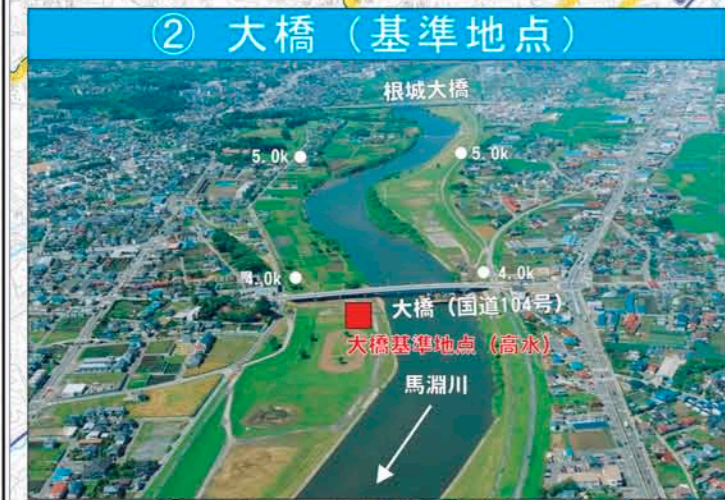 ② 大橋（基準地点）
根城大橋
5.0k
5.0k
4.0k
4.0k
大橋（国道104号）
大橋基準地点（高水）
馬淵川